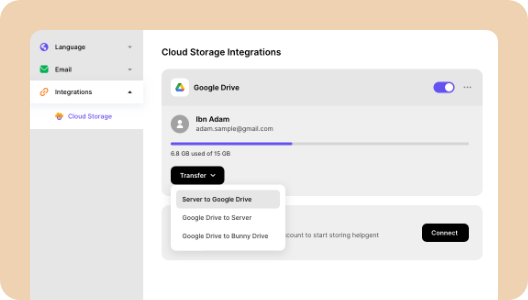 Language
Email
Integrations
Cloud Storage
Cloud Storage Integrations
Google Drive
Ibn Adam
adam.sample@gmail.com
6.8 GB used of 15 GB
Transfer
Server to Google Drive
Google Drive to Server
Google Drive to Bunny Drive
count to start storing helpgent
Connect